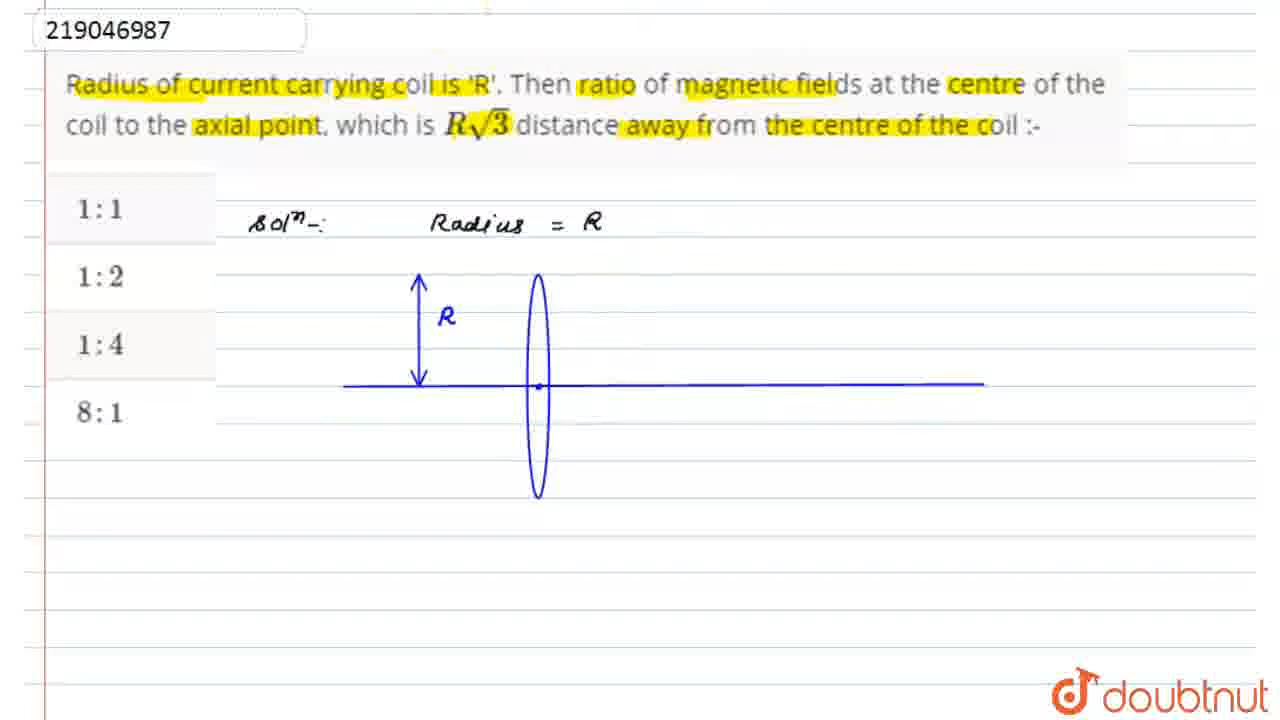 219046987
Radius of current carrying coil is 'R'. Then ratio of magnetic fields at the centre of the
coil to the axial point, which is R√3 distance away from the centre of the coil :-
1 : 1
1 : 2
1 : 4
8 : 1
Solⁿ-: Radius = R
R
doubtnut